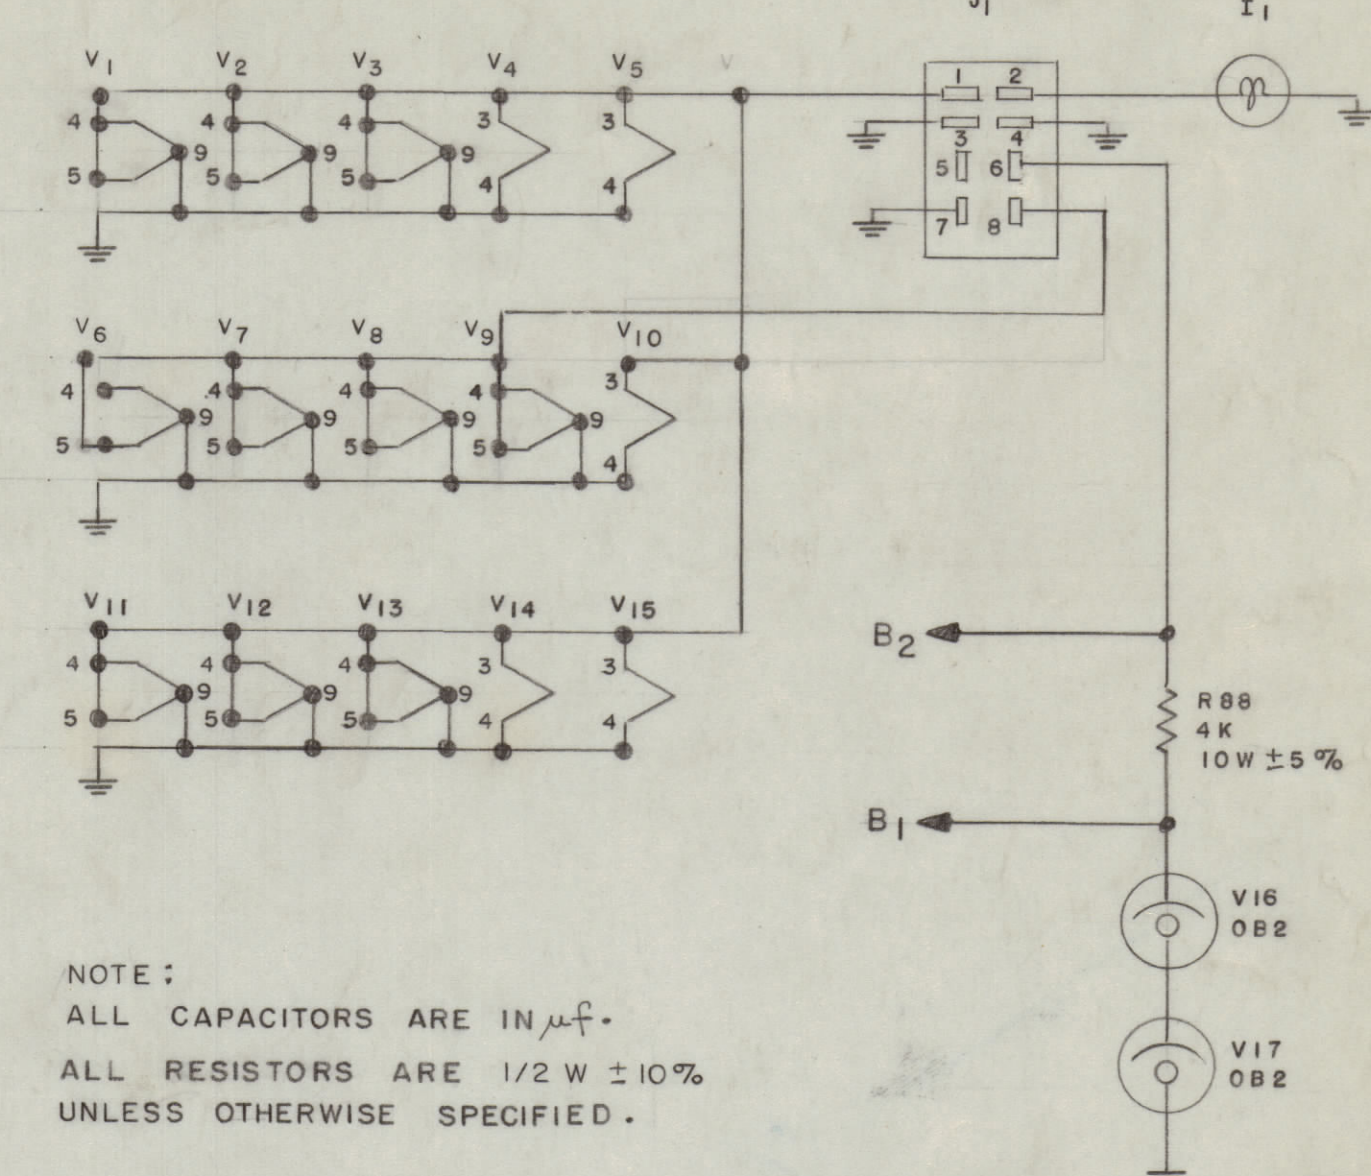 J1 I1
V1 V2 V3 V4 V5 V
1 2
4 4 4 3 3
9 9 9
3 4
5 5 5 4 4
5 6
7 8
V6 V7 V8 V9 V10
4 4 4 4 3
9 9 9 9
5 5 5 5 4
V11 V12 V13 V14 V15
4 4 4 3 3
9 9 9
5 5 5 4 4
B2
R88
4K
10W ±5%
B1
V16
OB2
V17
OB2
NOTE:
ALL CAPACITORS ARE IN μf.
ALL RESISTORS ARE 1/2 W ±10%
UNLESS OTHERWISE SPECIFIED.